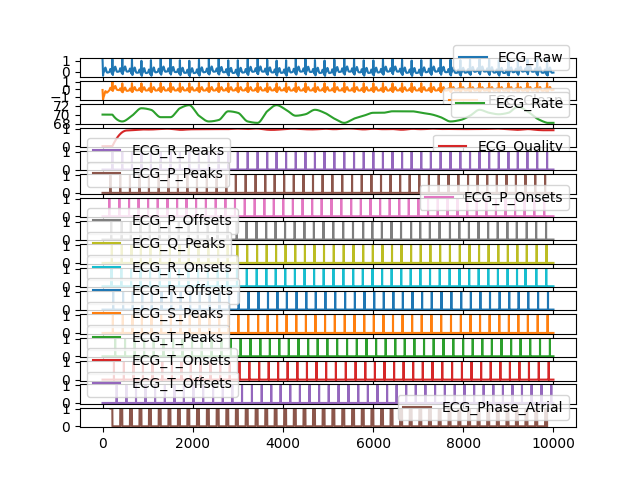 1
0
ECG_Raw
0
−1
72
70
68
ECG_Rate
1
0
ECG_Quality
1
0
ECG_R_Peaks
1
0
ECG_P_Peaks
1
0
ECG_P_Onsets
1
0
ECG_P_Offsets
1
0
ECG_Q_Peaks
1
0
ECG_R_Onsets
1
0
ECG_R_Offsets
1
0
ECG_S_Peaks
1
0
ECG_T_Peaks
1
0
ECG_T_Onsets
1
0
ECG_T_Offsets
1
0
ECG_Phase_Atrial
0 2000 4000 6000 8000 10000